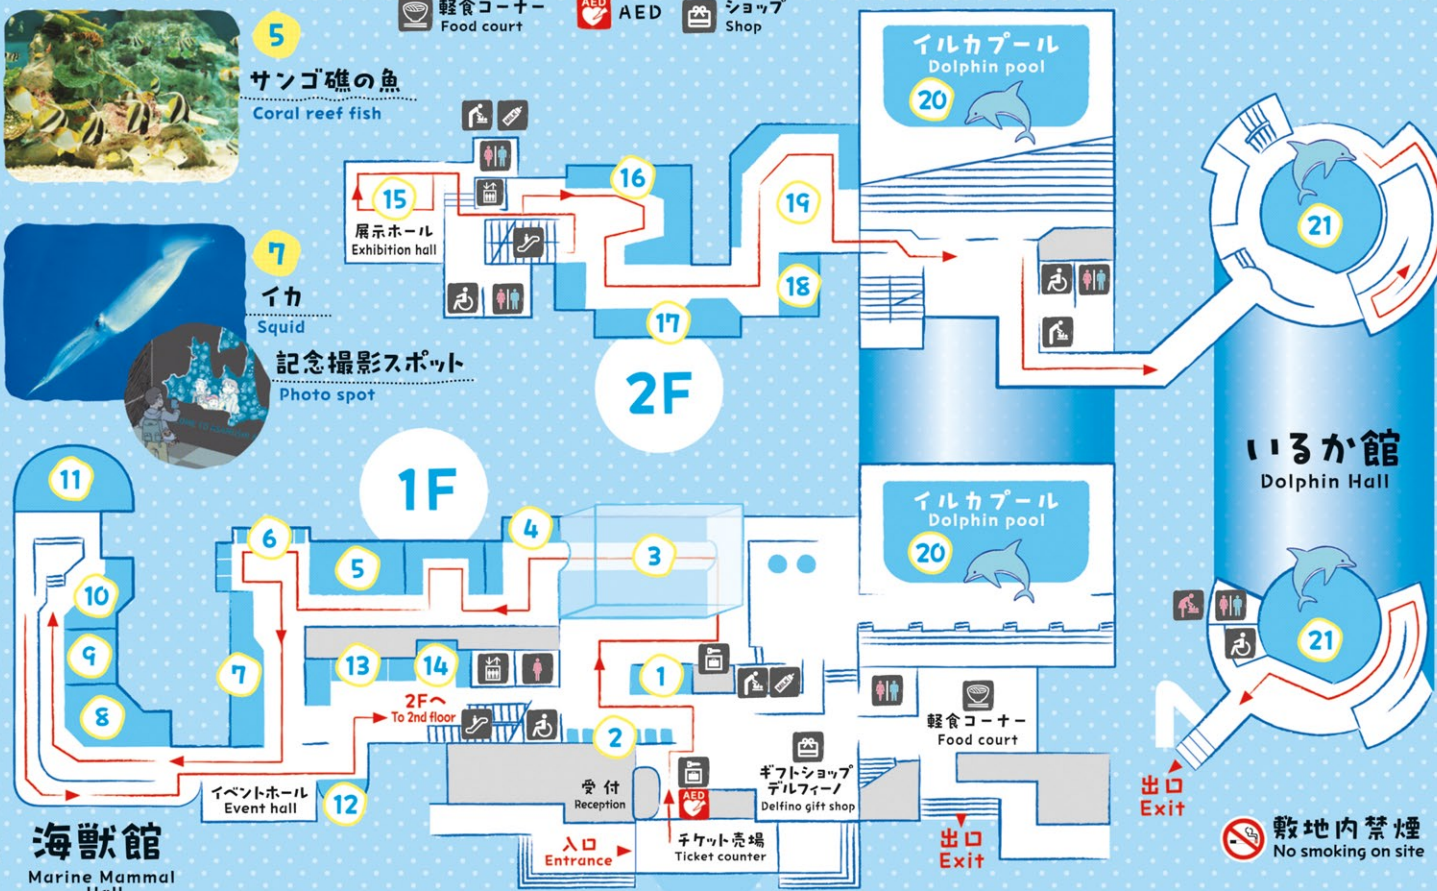 軽食コーナー
Food court
AED
AED
ショップ
Shop
5
サンゴ礁の魚
Coral reef fish
7
イカ
Squid
記念撮影スポット
Photo spot
イルカプール
Dolphin pool
20
15
展示ホール
Exhibition hall
16
19
18
17
2F
21
いるか館
Dolphin Hall
1F
11
10
9
8
6
5
4
3
7
13
14
1
2
2Fへ
To 2nd floor
イベントホール
Event hall
12
受付
Reception
AED
ギフトショップ
デルフィーノ
Delfino gift shop
入口
Entrance
チケット売場
Ticket counter
イルカプール
Dolphin pool
20
軽食コーナー
Food court
出口
Exit
21
出口
Exit
海獣館
Marine Mammal
Hall
敷地内禁煙
No smoking on site